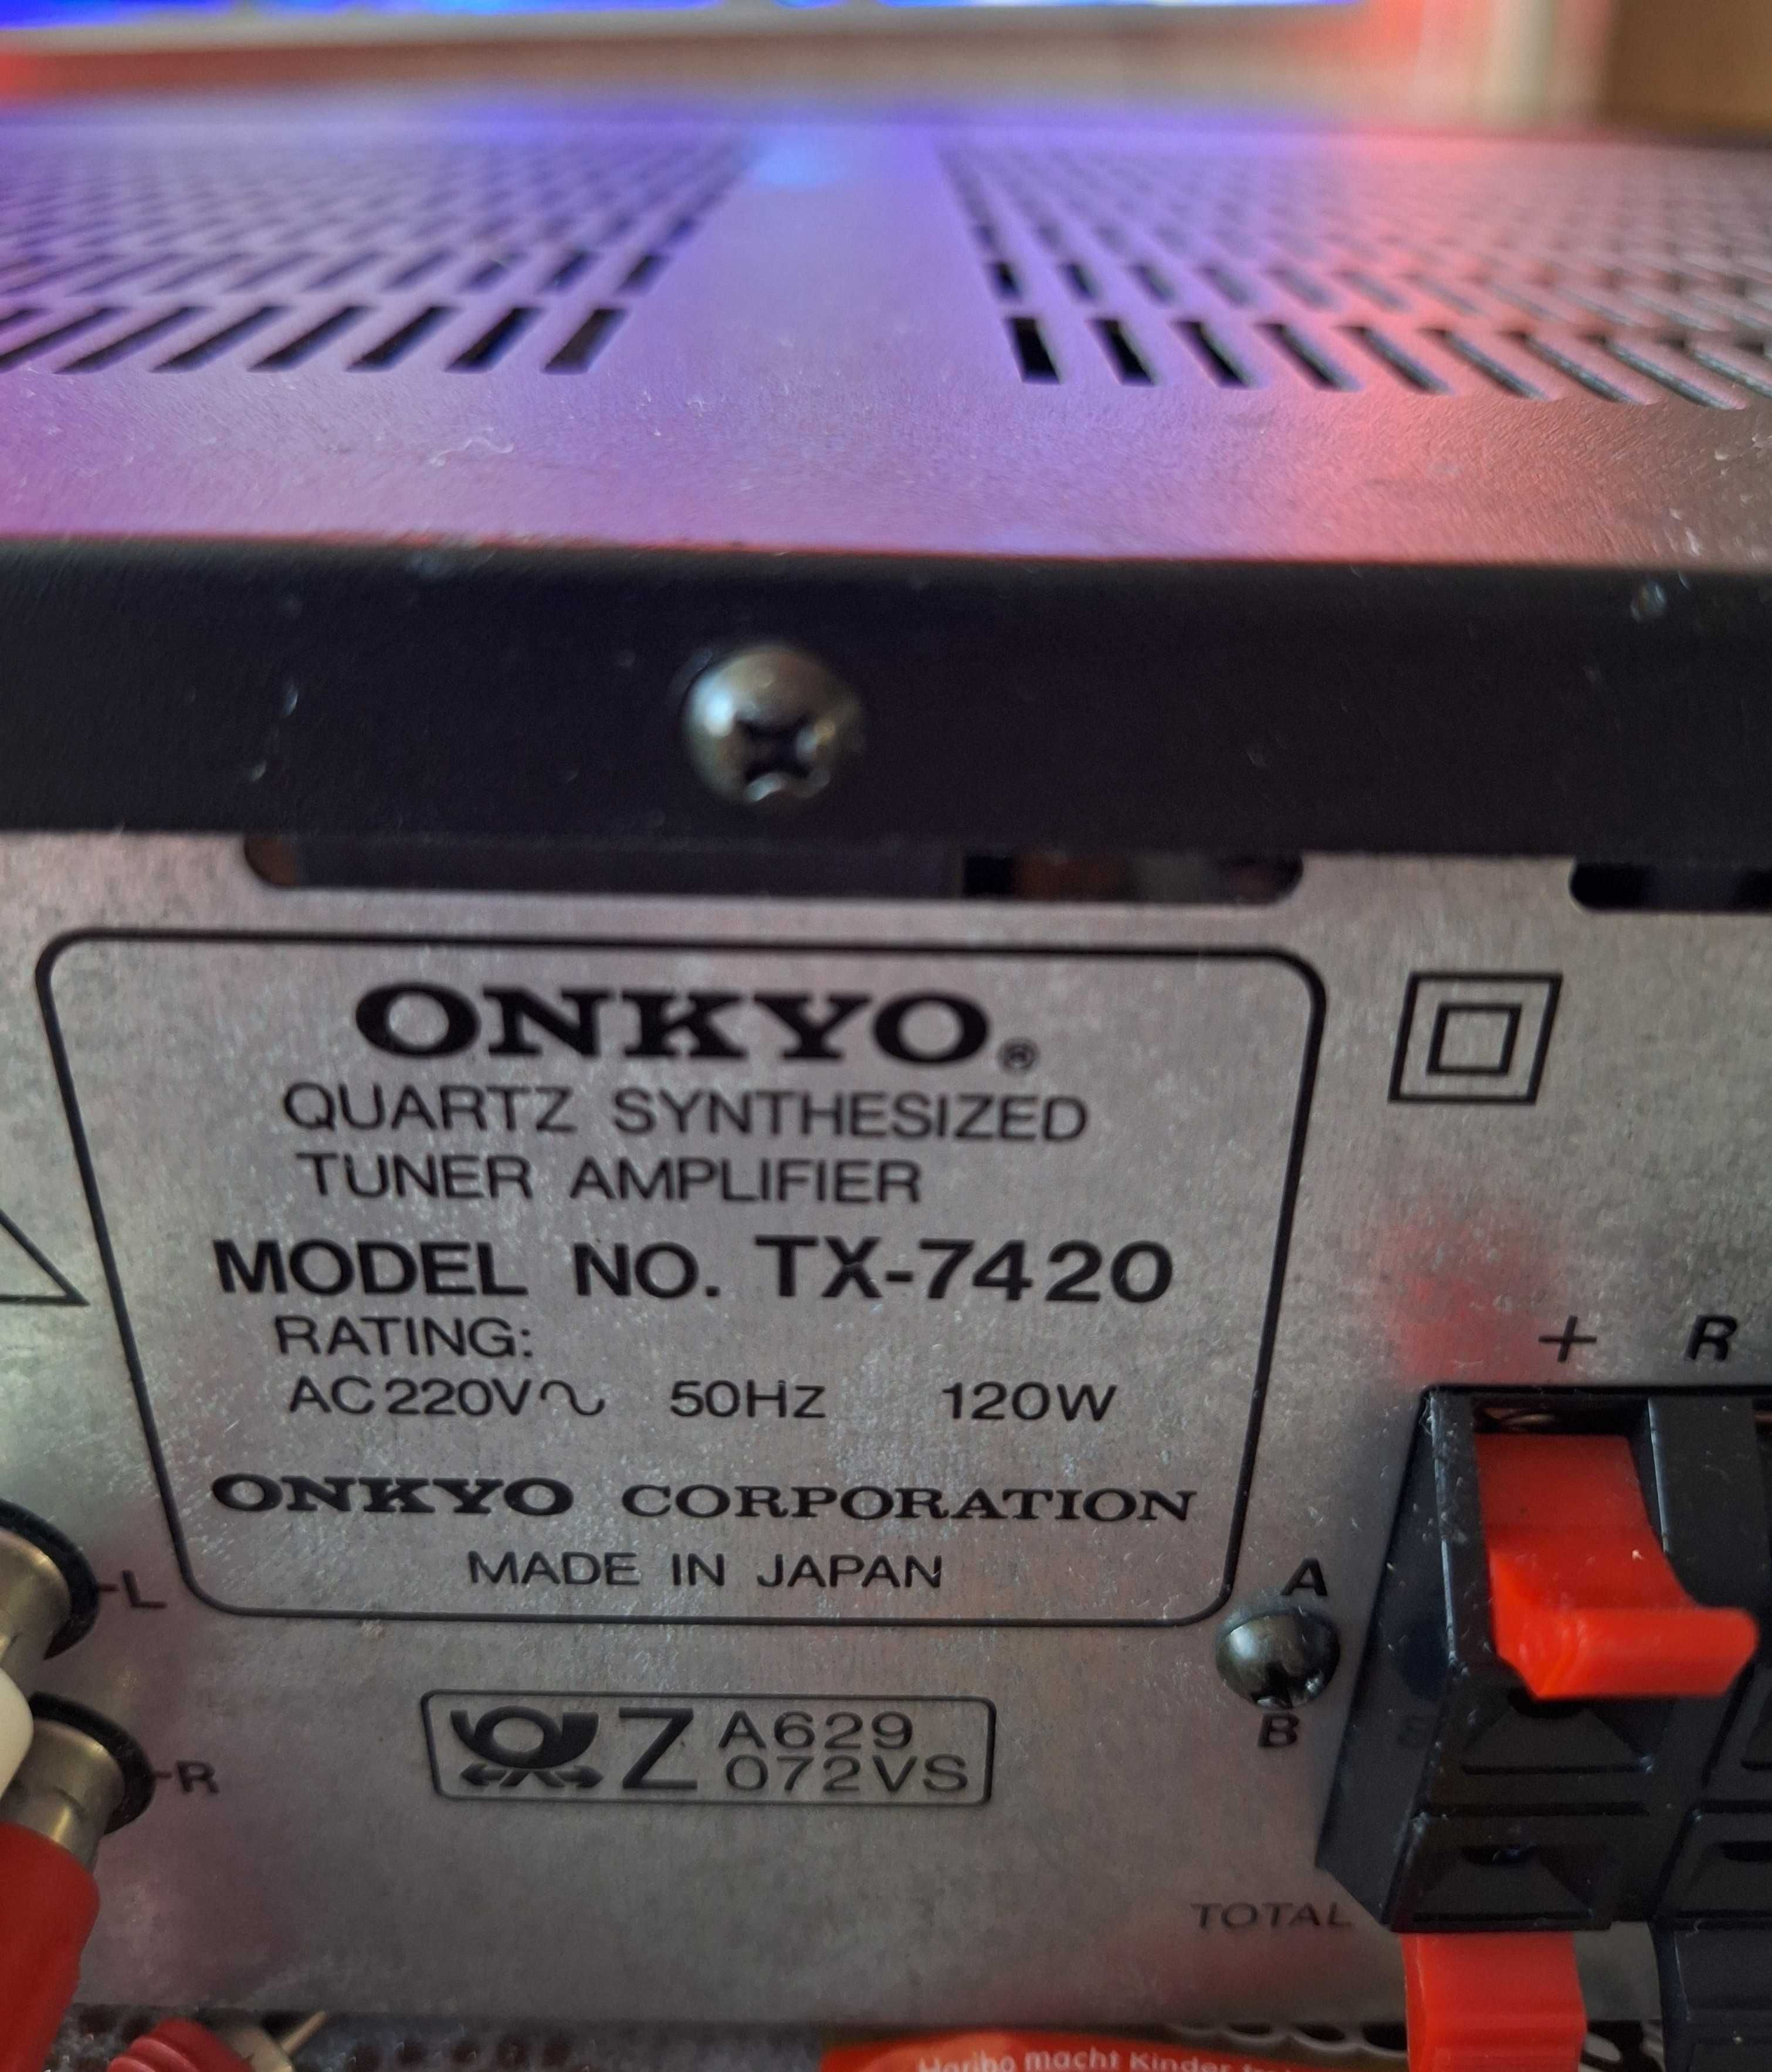 ONKYO®
QUARTZ SYNTHESIZED
TUNER AMPLIFIER
MODEL NO. TX-7420
RATING:
AC220V∿ 50Hz 120W
ONKYO CORPORATION
MADE IN JAPAN
+ R
A
B
L
R
Z A629
072VS
TOTAL
Haribo macht Kinder